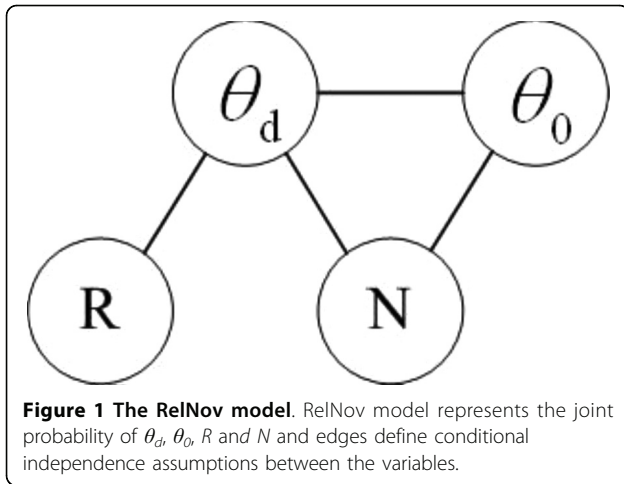 θd θ0
R N
Figure 1 The RelNov model. RelNov model represents the joint
probability of θd, θ0, R and N and edges define conditional
independence assumptions between the variables.